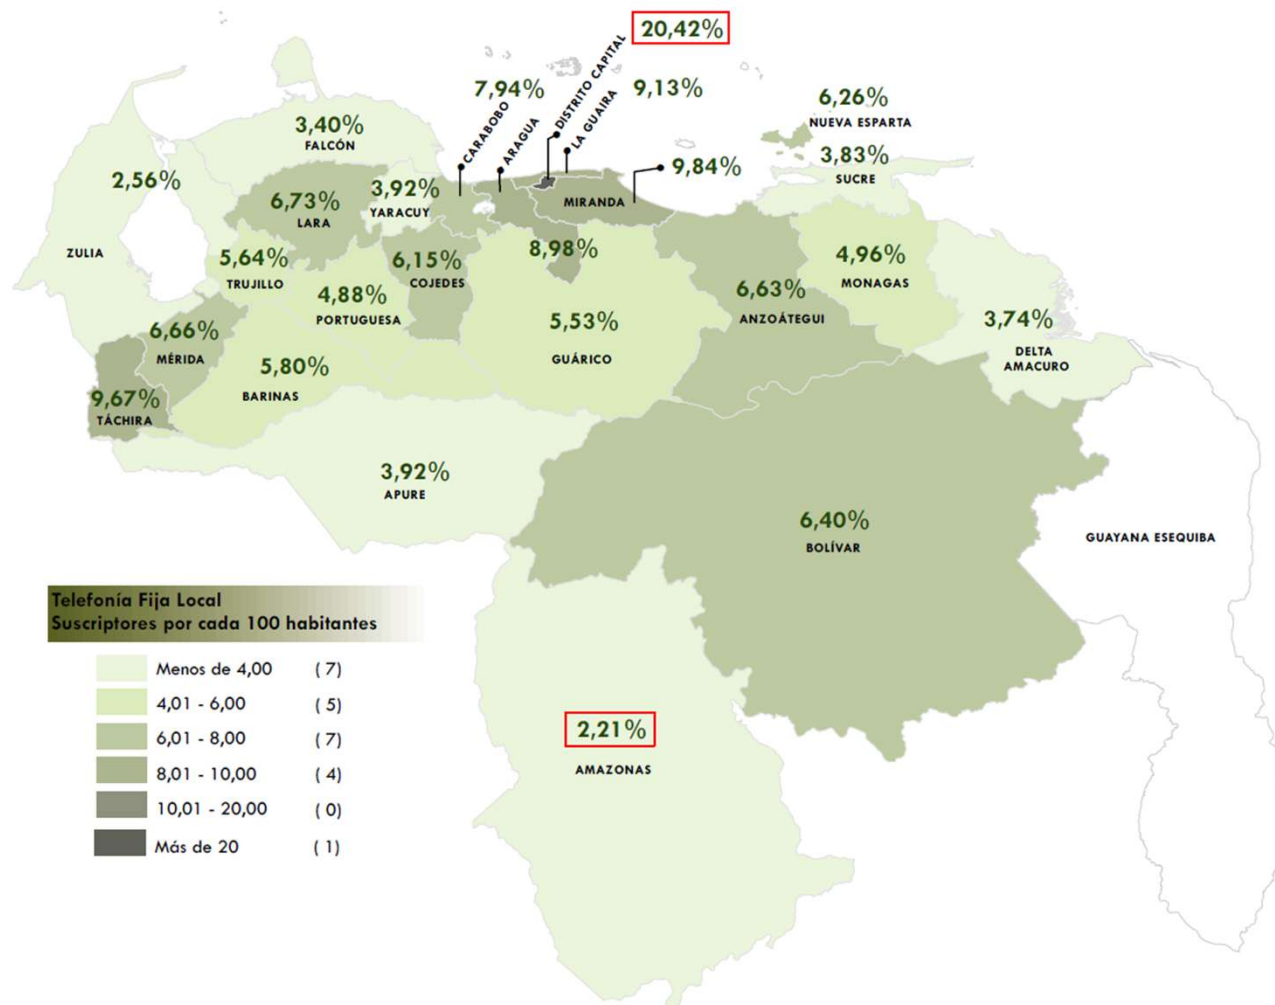 20,42%
DISTRITO CAPITAL
7,94%
CARABOBO
ARAGUA
LA GUAIRA
9,13%
6,26%
NUEVA ESPARTA
3,40%
FALCÓN
3,83%
SUCRE
2,56%
ZULIA
6,73%
LARA
3,92%
YARACUY
9,84%
MIRANDA
5,64%
TRUJILLO
6,15%
COJEDES
8,98%
4,96%
MONAGAS
4,88%
PORTUGUESA
5,53%
GUÁRICO
6,63%
ANZOÁTEGUI
3,74%
DELTA
AMACURO
6,66%
MÉRIDA
5,80%
BARINAS
9,67%
TÁCHIRA
3,92%
APURE
6,40%
BOLÍVAR
GUAYANA ESEQUIBA
Telefonía Fija Local
Suscriptores por cada 100 habitantes
Menos de 4,00 ( 7)
4,01 - 6,00 ( 5)
6,01 - 8,00 ( 7)
8,01 - 10,00 ( 4)
10,01 - 20,00 ( 0)
Más de 20 ( 1)
2,21%
AMAZONAS